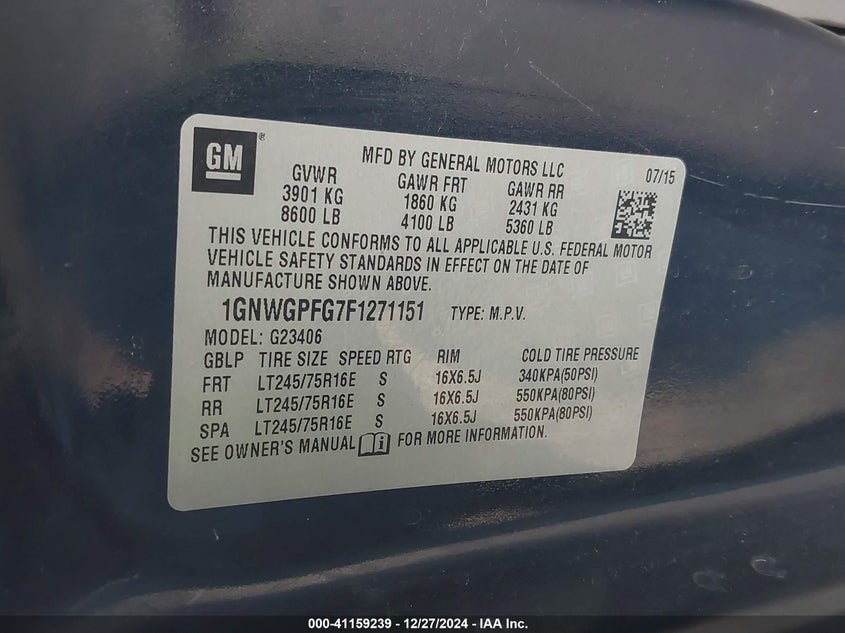 GM ®
MFD BY GENERAL MOTORS LLC 07/15
GVWR GAWR FRT GAWR RR
3901 KG 1860 KG 2431 KG
8600 LB 4100 LB 5360 LB
THIS VEHICLE CONFORMS TO ALL APPLICABLE U.S. FEDERAL MOTOR
VEHICLE SAFETY STANDARDS IN EFFECT ON THE DATE OF
MANUFACTURE SHOWN ABOVE.
1GNWGPFG7F1271151 TYPE: M.P.V.
MODEL: G23406
GBLP TIRE SIZE SPEED RTG RIM COLD TIRE PRESSURE
FRT LT245/75R16E S 16X6.5J 340KPA(50PSI)
RR LT245/75R16E S 16X6.5J 550KPA(80PSI)
SPA LT245/75R16E S 16X6.5J 550KPA(80PSI)
SEE OWNER'S MANUAL FOR MORE INFORMATION.
000-41159239 - 12/27/2024 - IAA Inc.